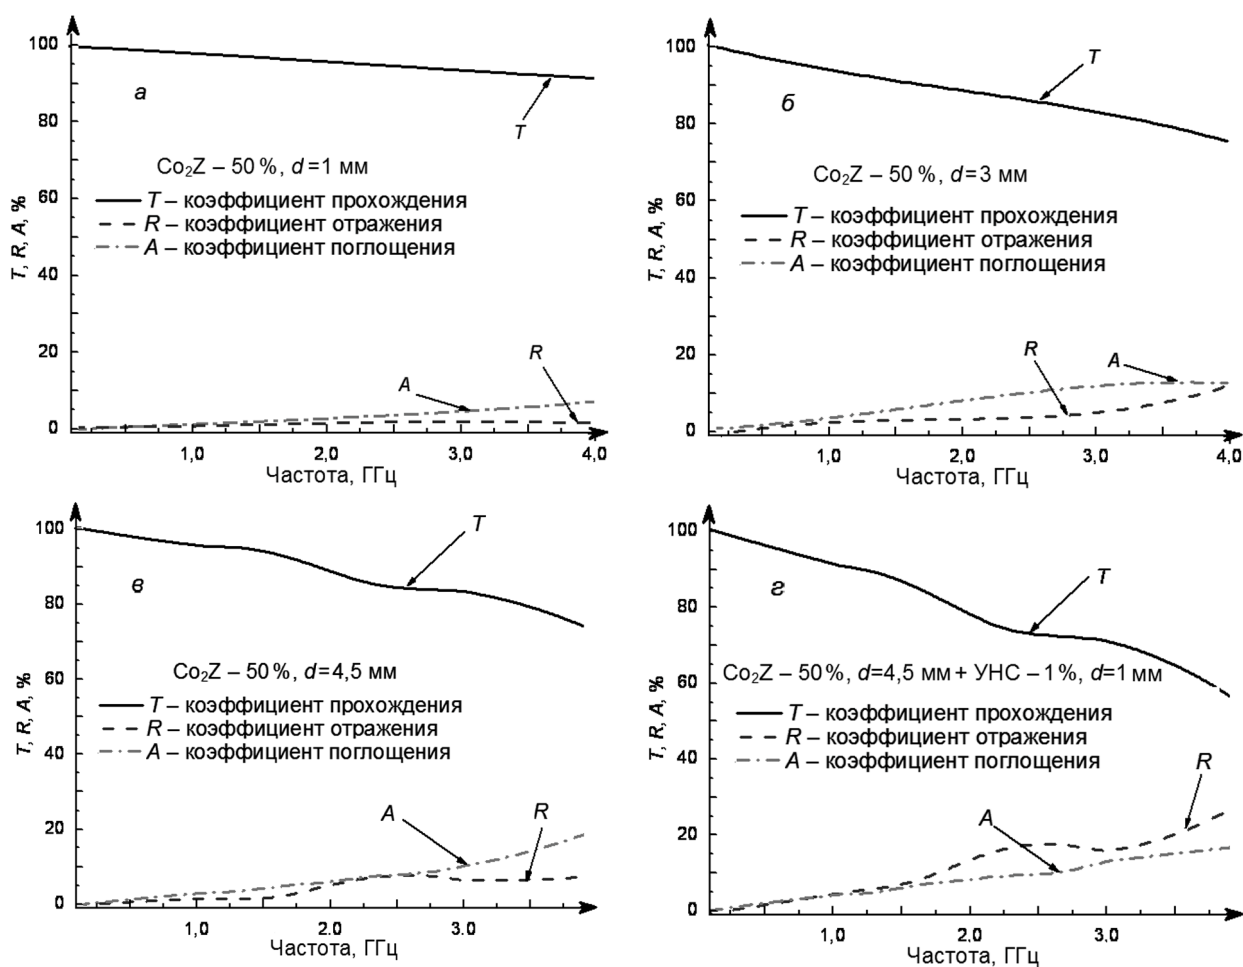 100
80
60
40
20
0
T, R, A, %
а
T
Co₂Z – 50 %, d=1 мм
T – коэффициент прохождения
R – коэффициент отражения
A – коэффициент поглощения
A
R
1,0
2,0
3,0
4,0
Частота, ГГц
100
80
60
40
20
0
T, R, A, %
б
T
Co₂Z – 50 %, d=3 мм
T – коэффициент прохождения
R – коэффициент отражения
A – коэффициент поглощения
R
A
1,0
2,0
3,0
4,0
Частота, ГГц
100
80
60
40
20
0
T, R, A, %
в
T
Co₂Z – 50 %, d=4,5 мм
T – коэффициент прохождения
R – коэффициент отражения
A – коэффициент поглощения
A
R
1,0
2.0
3.0
Частота, ГГц
100
80
60
40
20
0
T, R, A, %
г
T
Co₂Z – 50%, d=4,5 мм + УНС – 1 %, d=1 мм
T – коэффициент прохождения
R – коэффициент отражения
A – коэффициент поглощения
A
R
1,0
2.0
3.0
Частота, ГГц